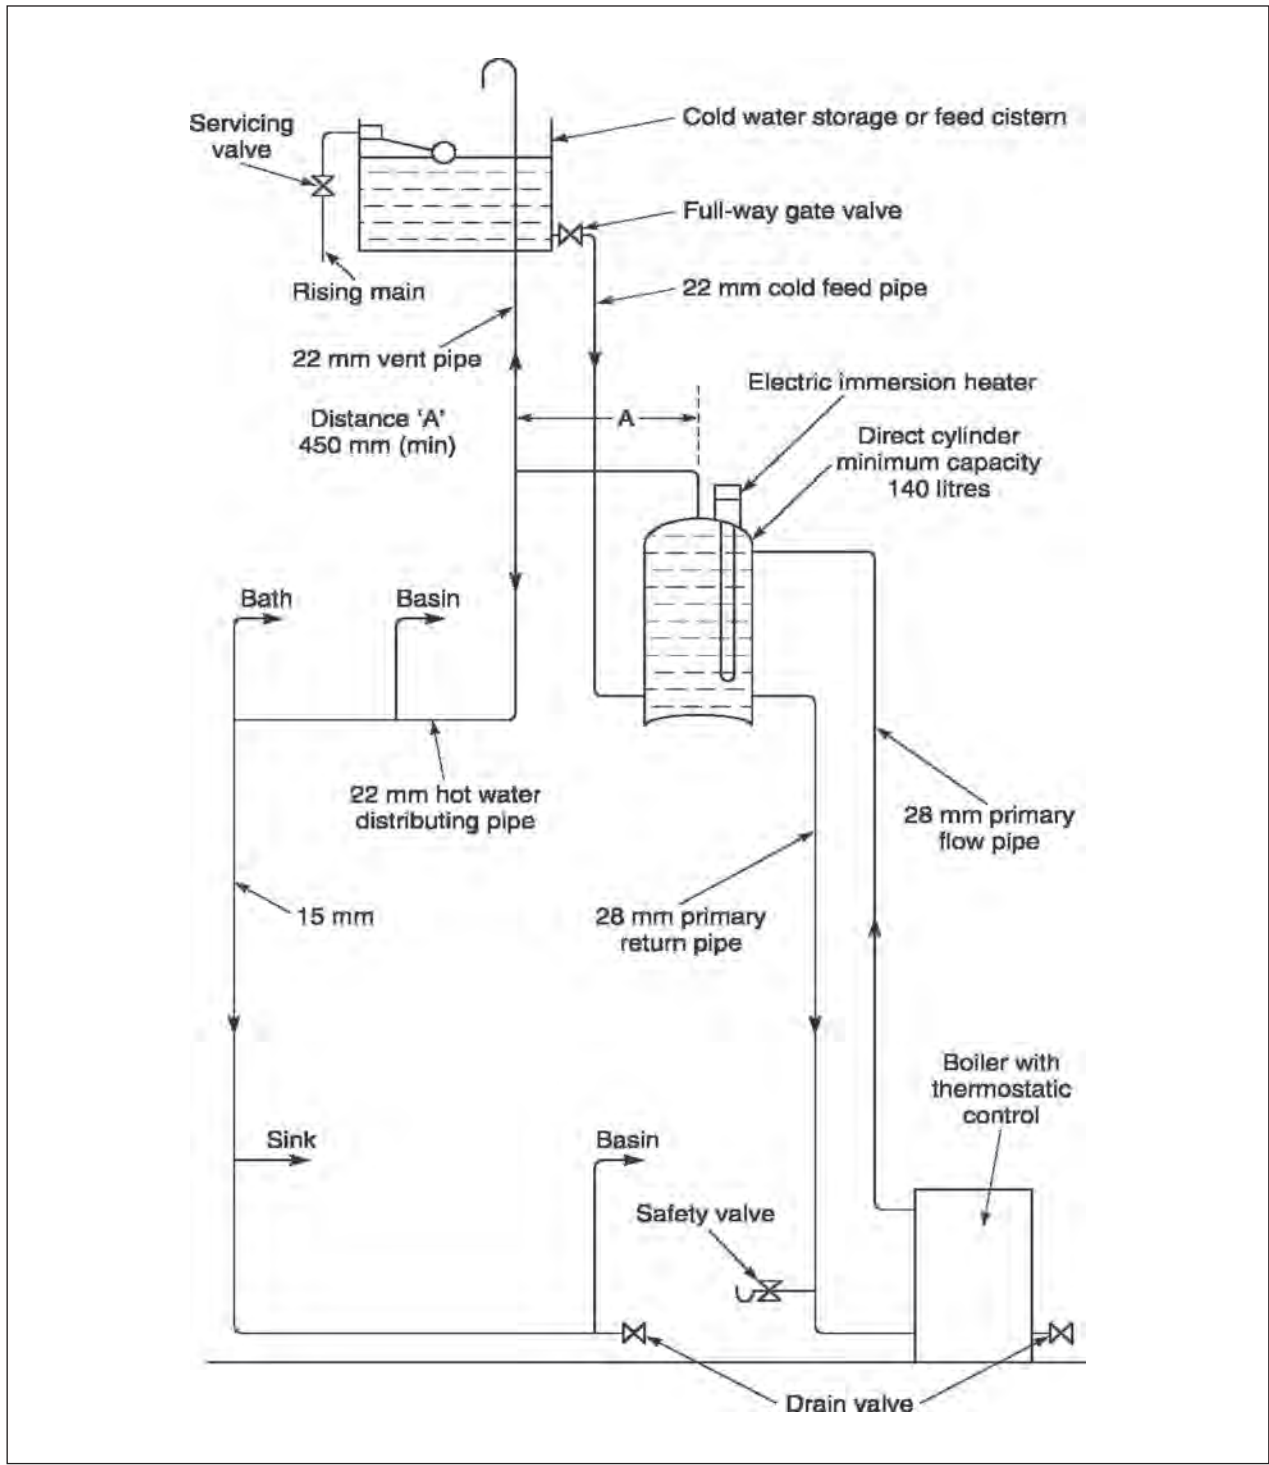 Servicing
valve
Cold water storage or feed cistern
Full-way gate valve
Rising main
22 mm cold feed pipe
22 mm vent pipe
Electric immersion heater
Distance ‘A’
450 mm (min)
A
Direct cylinder
minimum capacity
140 litres
Bath
Basin
22 mm hot water
distributing pipe
28 mm primary
flow pipe
15 mm
28 mm primary
return pipe
Boiler with
thermostatic
control
Sink
Basin
Safety valve
Drain valve